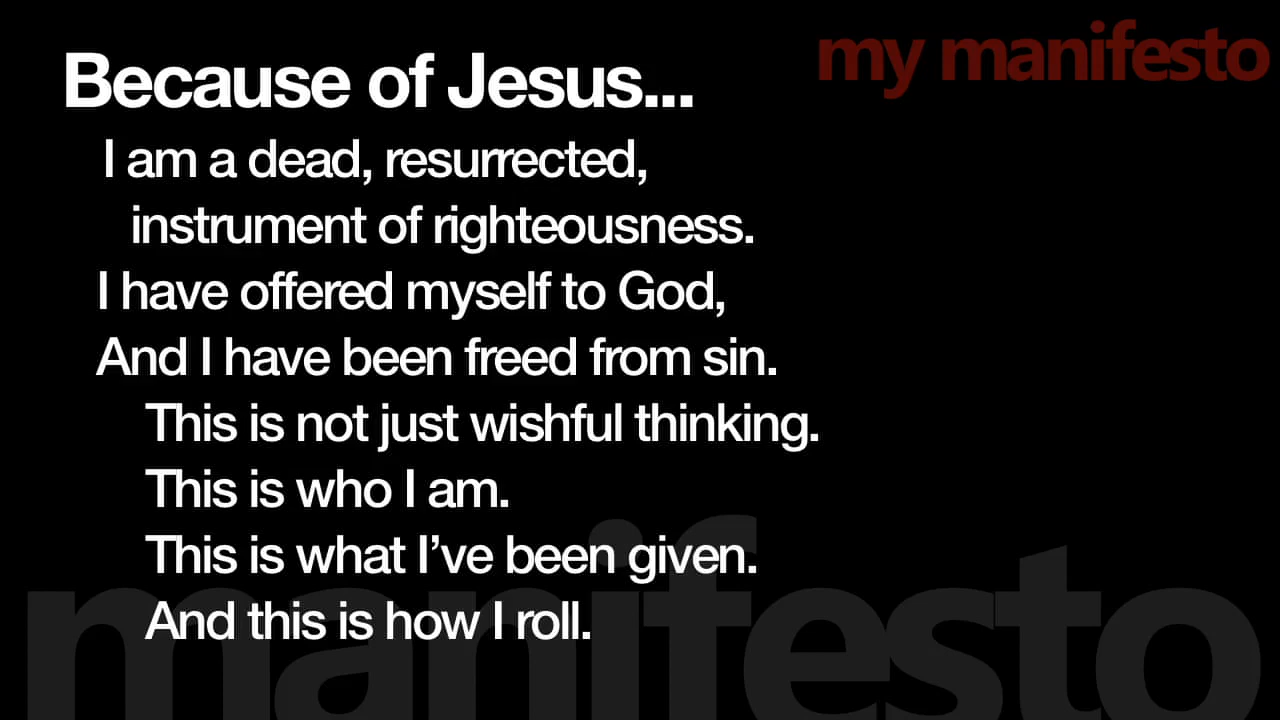 my manifesto
Because of Jesus...
I am a dead, resurrected,
instrument of righteousness.
I have offered myself to God,
And I have been freed from sin.
This is not just wishful thinking.
This is who I am.
This is what I’ve been given.
And this is how I roll.
manifesto